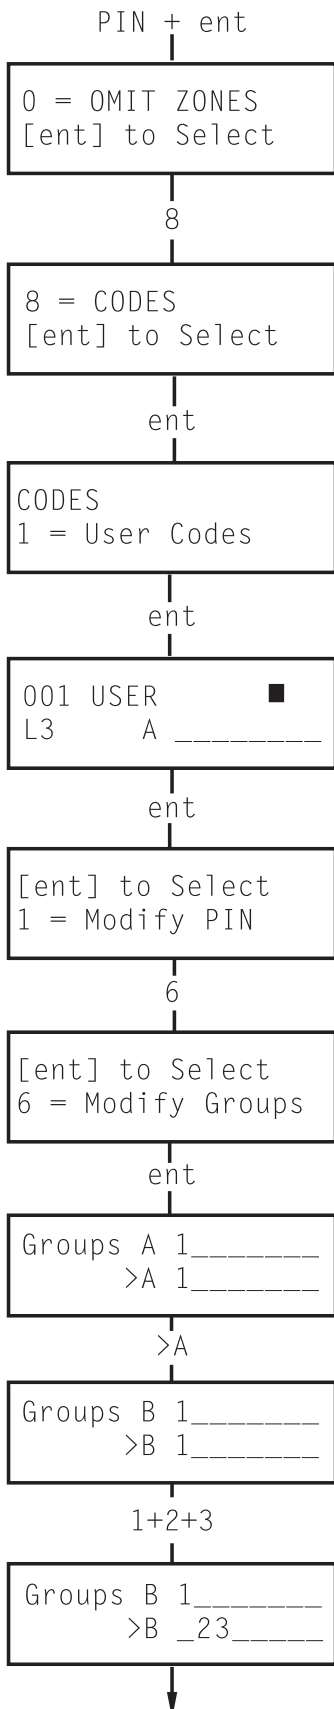 PIN + ent
0 = OMIT ZONES
[ent] to Select
8
8 = CODES
[ent] to Select
ent
CODES
1 = User Codes
ent
001 USER ■
L3 A ________
ent
[ent] to Select
1 = Modify PIN
6
[ent] to Select
6 = Modify Groups
ent
Groups A 1_______
>A 1_______
>A
Groups B 1_______
>B 1_______
1+2+3
Groups B 1_______
>B _23_____